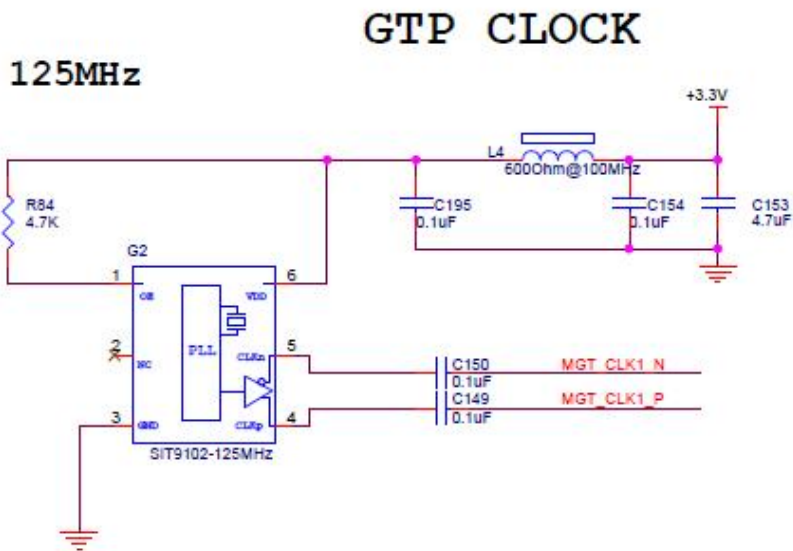 GTP CLOCK
125MHz
+3.3V
L4
600Ohm@100MHz
R84
4.7K
C195
0.1uF
C154
0.1uF
C153
4.7uF
G2
1
6
OE
VDD
2
NC
PLL
5
CLKn
C150
0.1uF
MGT_CLK1_N
C149
0.1uF
MGT_CLK1_P
3
GND
CLKp
4
SIT9102-125MHz